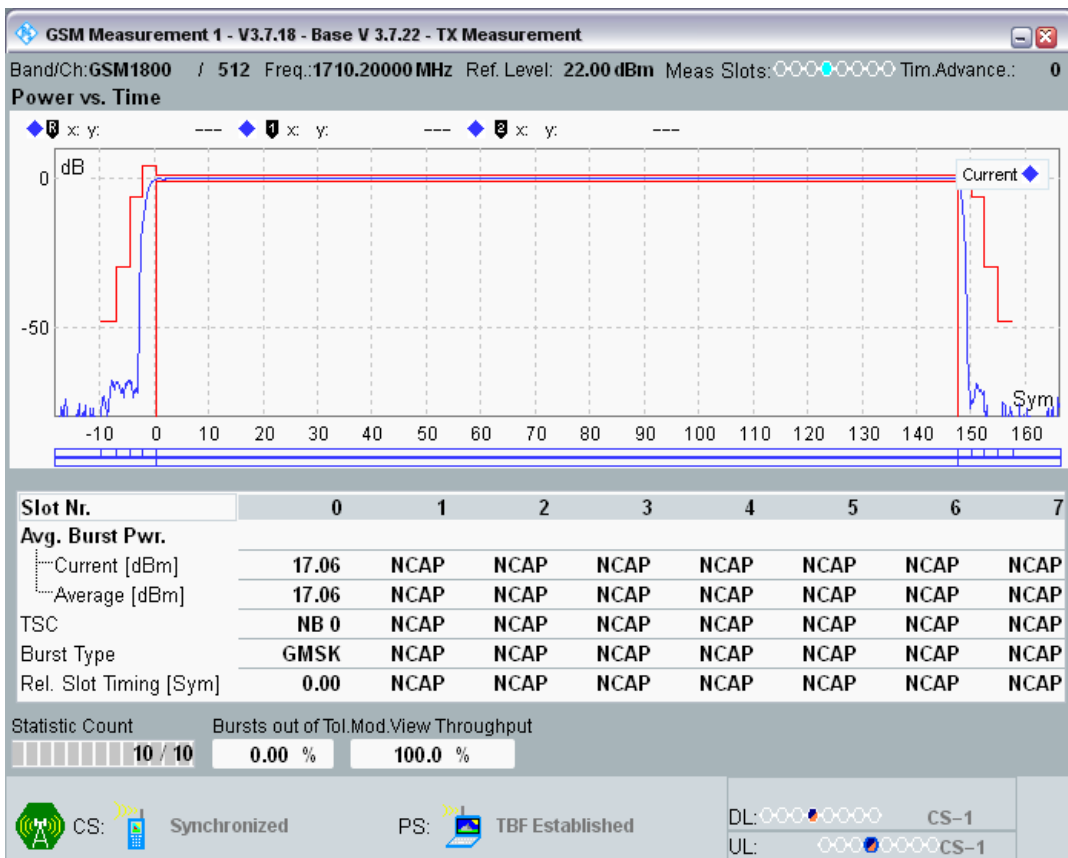 GSM Measurement 1 - V3.7.18 - Base V 3.7.22 - TX Measurement
Band/Ch:GSM1800 / 512 Freq.:1710.20000 MHz Ref. Level: 22.00 dBm Meas Slots: Tim.Advance.: 0
Power vs. Time
R x: y: --- 1 x: y: --- 2 x: y: ---
dB
0
Current
-50
Sym
-10 0 10 20 30 40 50 60 70 80 90 100 110 120 130 140 150 160
Slot Nr. 0 1 2 3 4 5 6 7
Avg. Burst Pwr.
Current [dBm] 17.06 NCAP NCAP NCAP NCAP NCAP NCAP NCAP
Average [dBm] 17.06 NCAP NCAP NCAP NCAP NCAP NCAP NCAP
TSC NB 0 NCAP NCAP NCAP NCAP NCAP NCAP NCAP
Burst Type GMSK NCAP NCAP NCAP NCAP NCAP NCAP NCAP
Rel. Slot Timing [Sym] 0.00 NCAP NCAP NCAP NCAP NCAP NCAP NCAP
Statistic Count Bursts out of Tol.Mod.View Throughput
10 / 10 0.00 % 100.0 %
CS: Synchronized PS: TBF Established
DL: CS-1
UL: CS-1